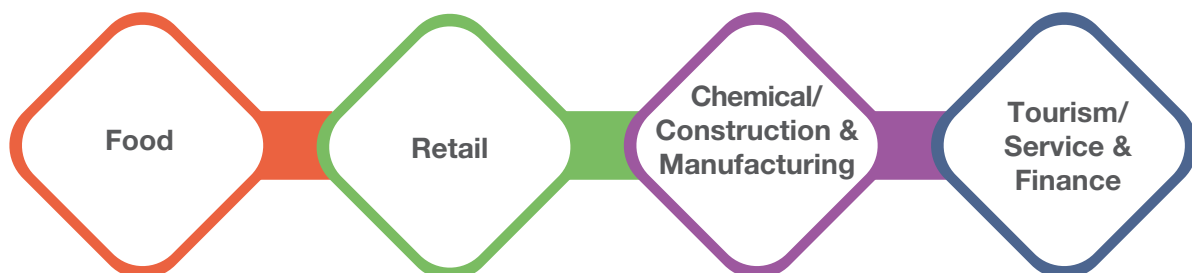 Food
Retail
Chemical/
Construction &
Manufacturing
Tourism/
Service &
Finance